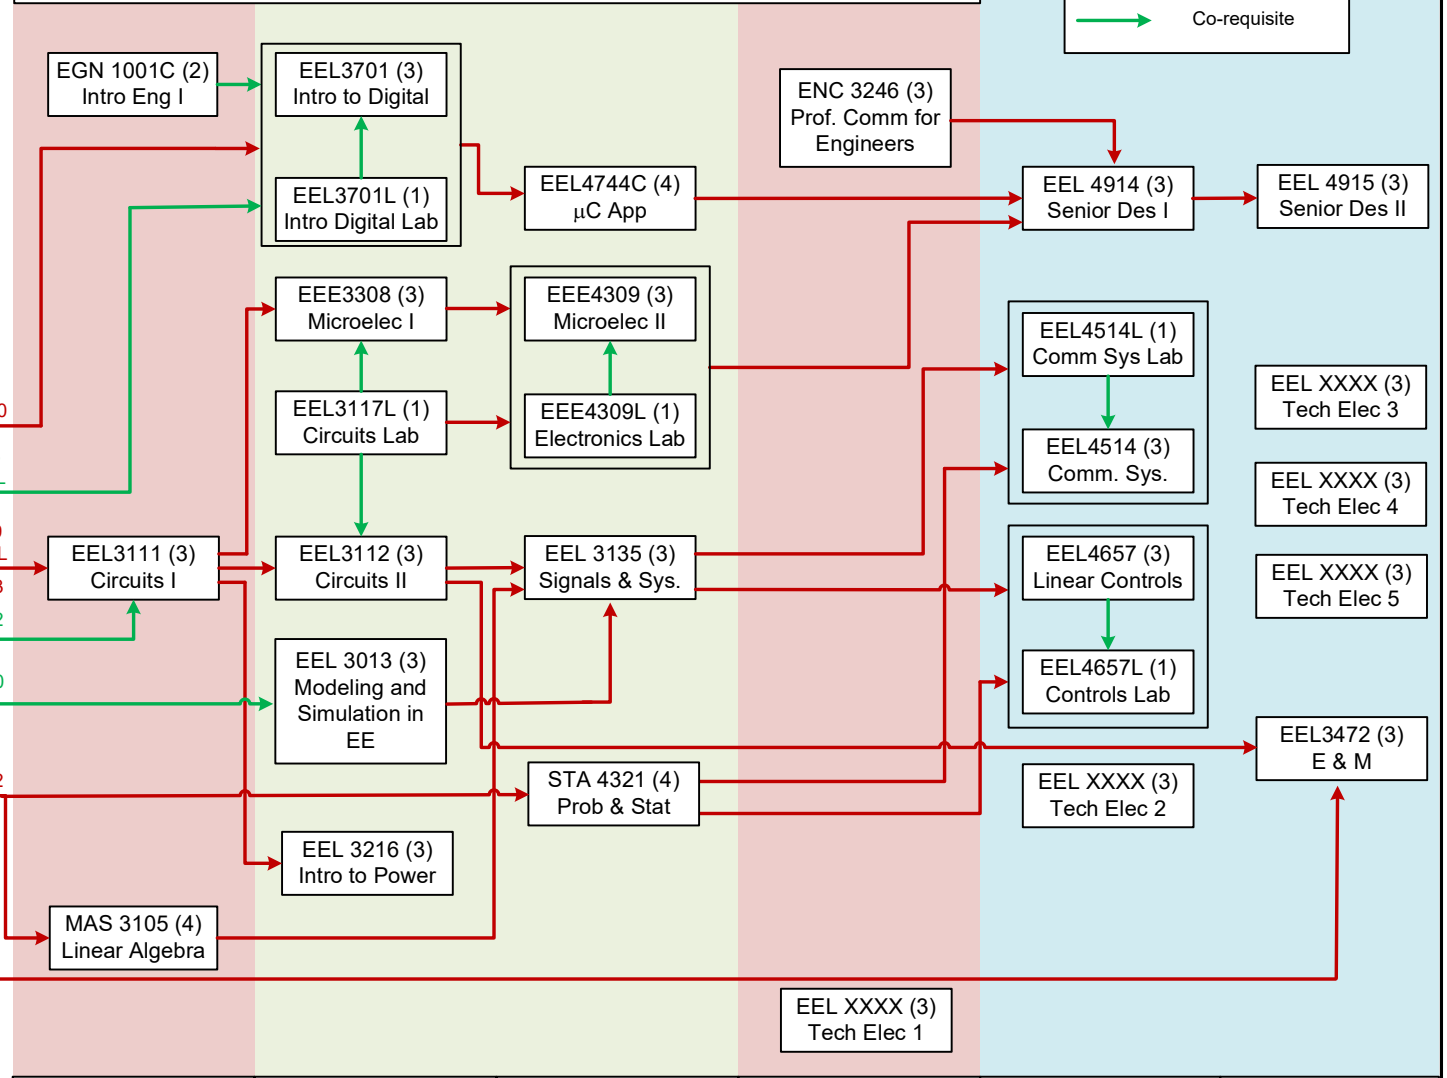 Co-requisite
EGN 1001C (2)
Intro Eng I
EEL3701 (3)
Intro to Digital
ENC 3246 (3)
Prof. Comm for
Engineers
EEL3701L (1)
Intro Digital Lab
EEL4744C (4)
µC App
EEL 4914 (3)
Senior Des I
EEL 4915 (3)
Senior Des II
EEE3308 (3)
Microelec I
EEE4309 (3)
Microelec II
EEL4514L (1)
Comm Sys Lab
EEL XXXX (3)
Tech Elec 3
EEL3117L (1)
Circuits Lab
EEE4309L (1)
Electronics Lab
0
EEL4514 (3)
Comm. Sys.
EEL XXXX (3)
Tech Elec 4
L
EEL3111 (3)
Circuits I
EEL3112 (3)
Circuits II
EEL 3135 (3)
Signals & Sys.
EEL4657 (3)
Linear Controls
EEL XXXX (3)
Tech Elec 5
2
EEL 3013 (3)
Modeling and
Simulation in
EE
0
EEL4657L (1)
Controls Lab
EEL3472 (3)
E & M
2
STA 4321 (4)
Prob & Stat
EEL XXXX (3)
Tech Elec 2
EEL 3216 (3)
Intro to Power
MAS 3105 (4)
Linear Algebra
EEL XXXX (3)
Tech Elec 1